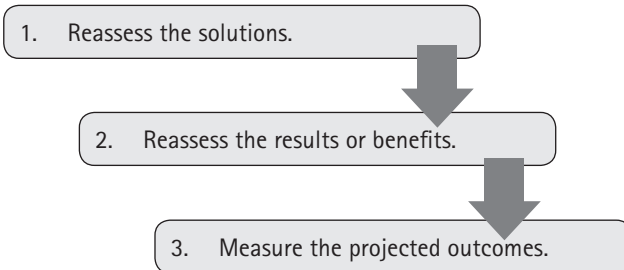 1. Reassess the solutions.
2. Reassess the results or benefits.
3. Measure the projected outcomes.